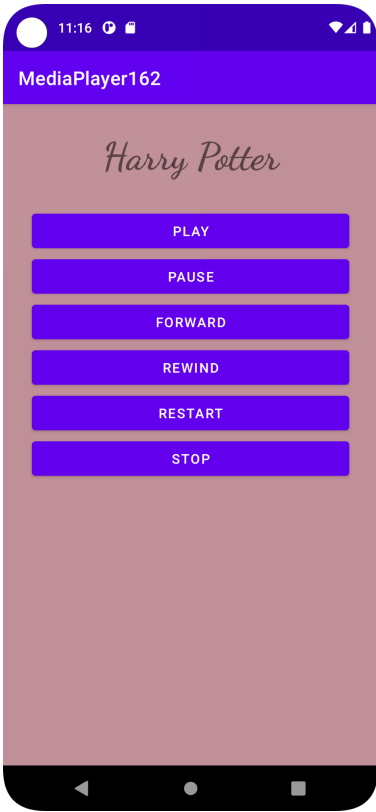 11:16
MediaPlayer162
Harry Potter
PLAY
PAUSE
FORWARD
REWIND
RESTART
STOP